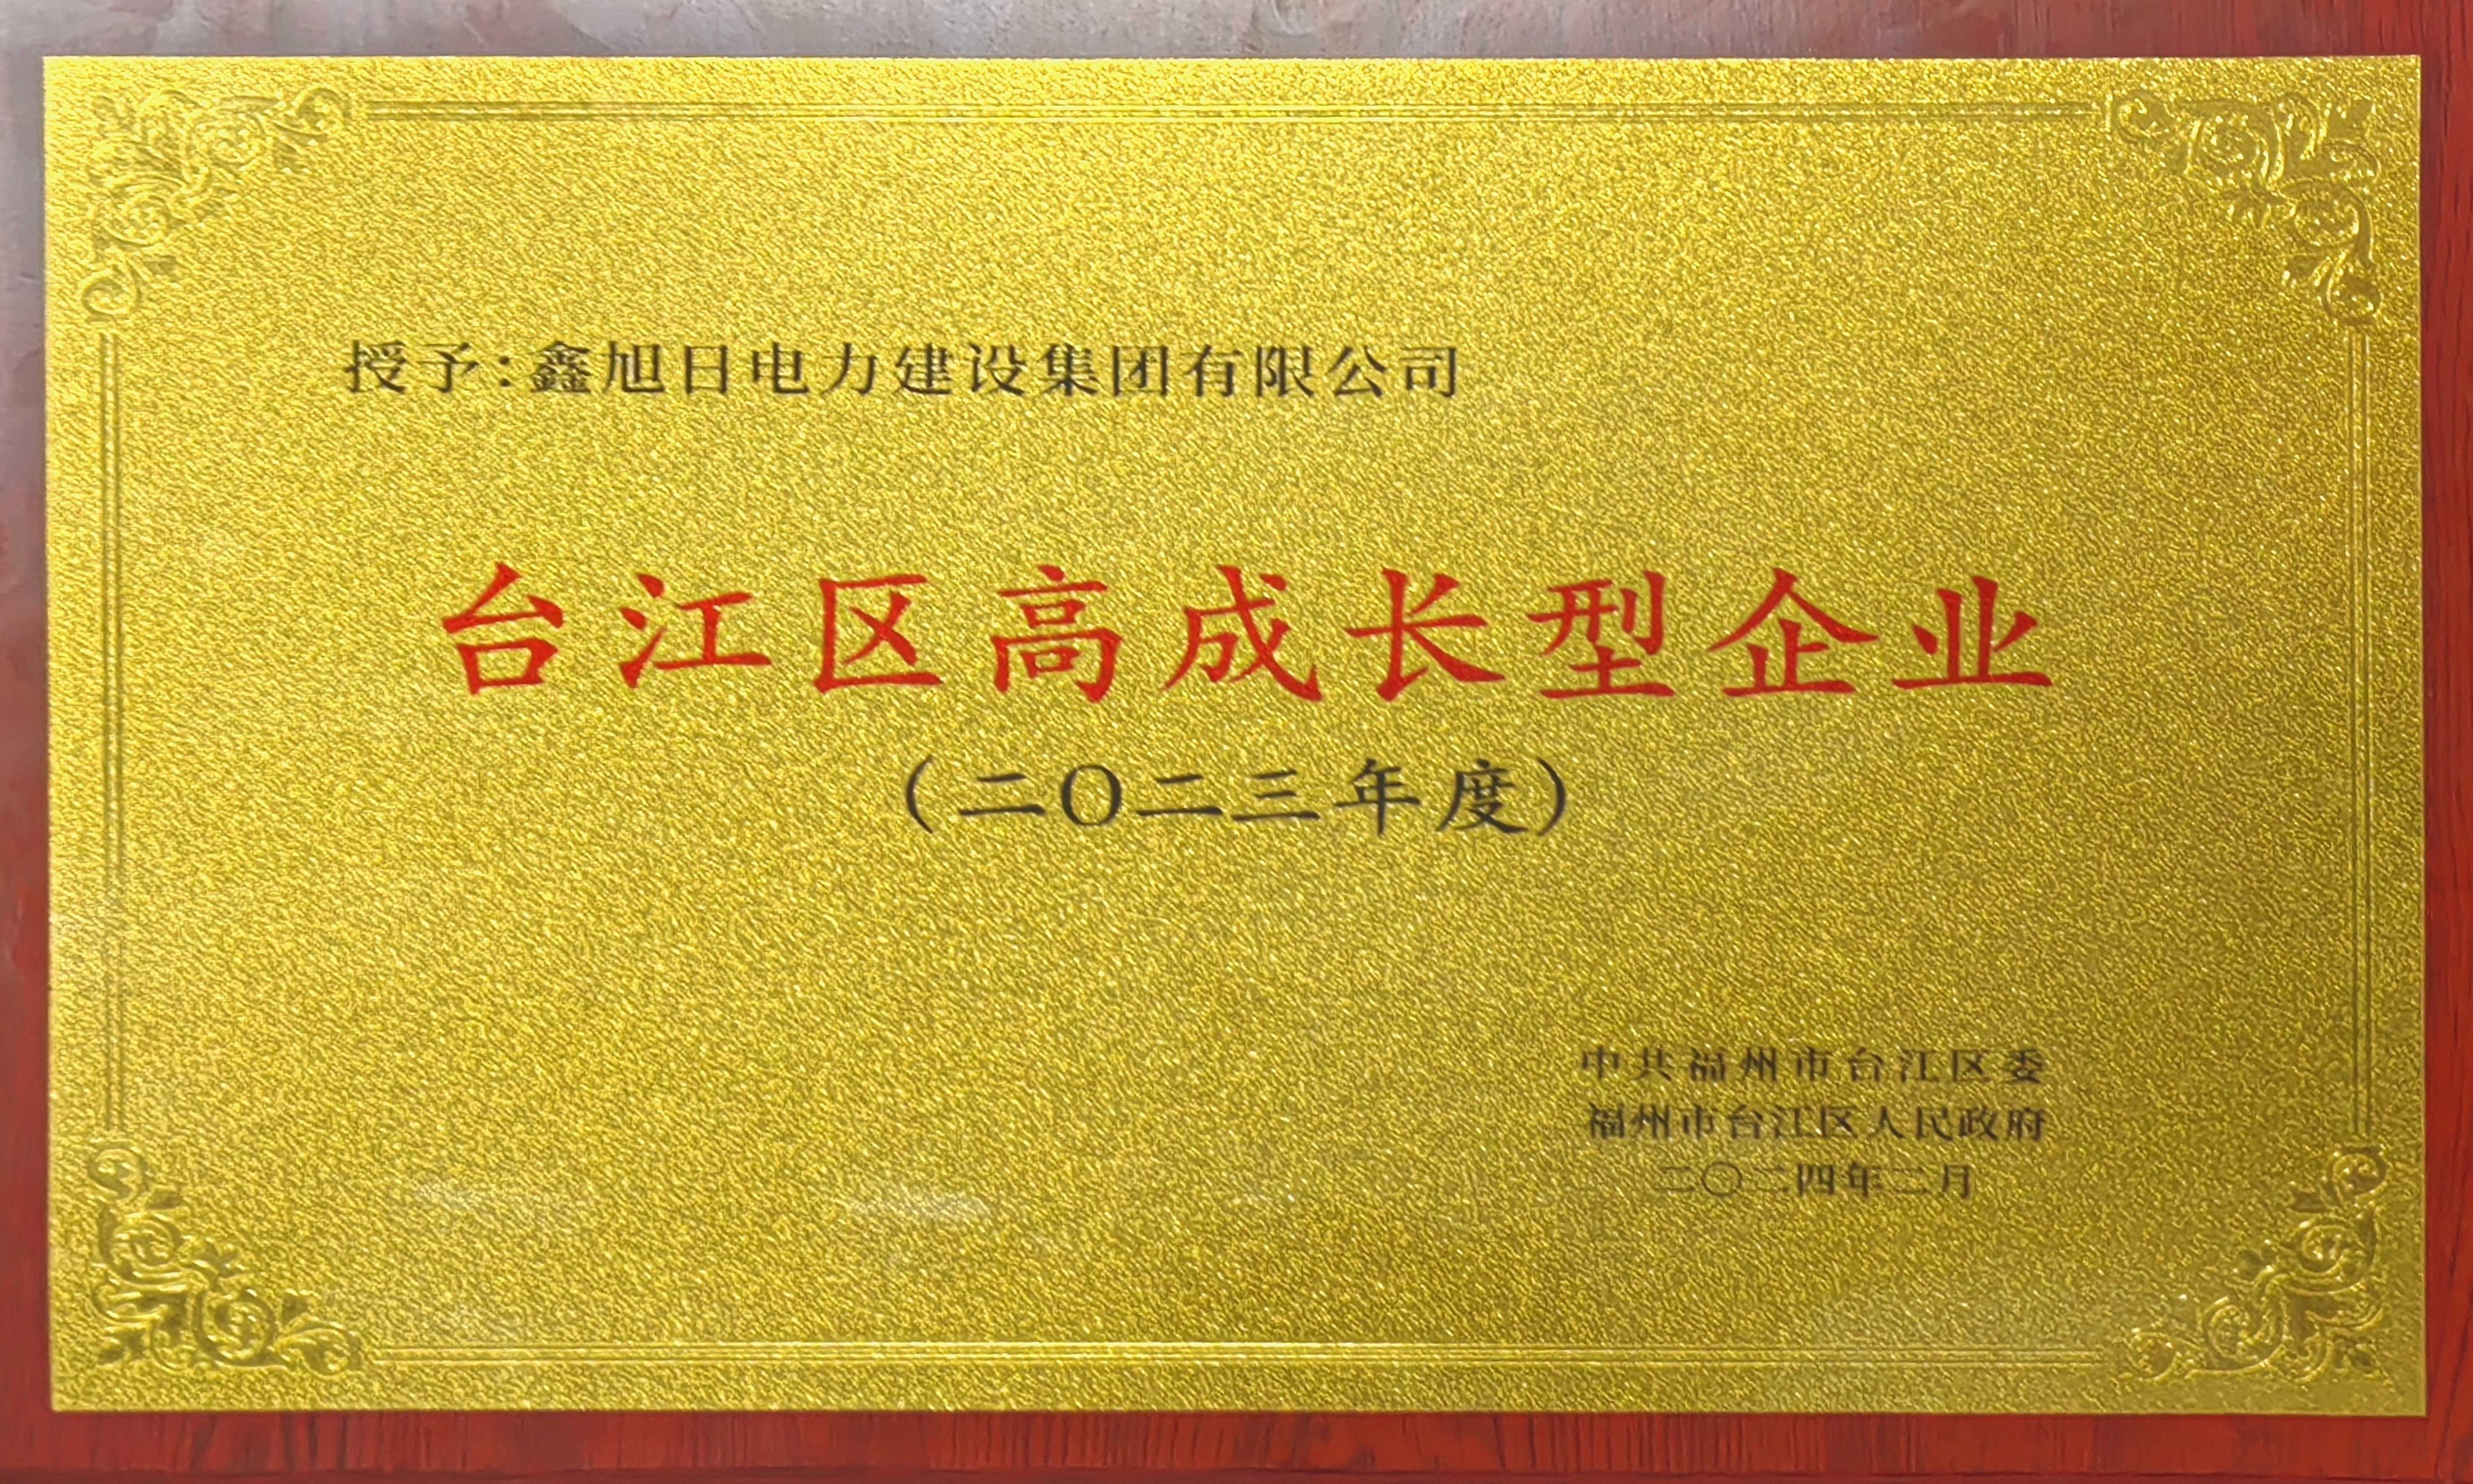 授予：鑫旭日电力建设集团有限公司
台江区高成长型企业
（二〇二三年度）
中共福州市台江区委
福州市台江区人民政府
二〇二四年二月